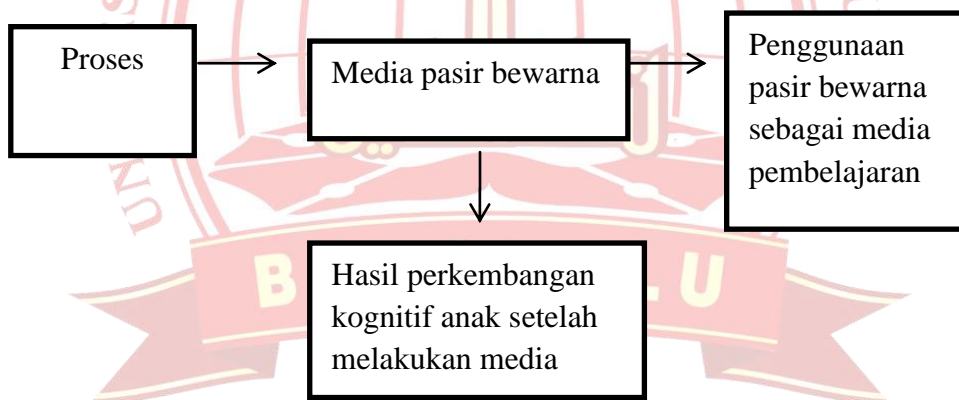 Proses
Media pasir bewarna
Penggunaan
pasir bewarna
sebagai media
pembelajaran
Hasil perkembangan
kognitif anak setelah
melakukan media